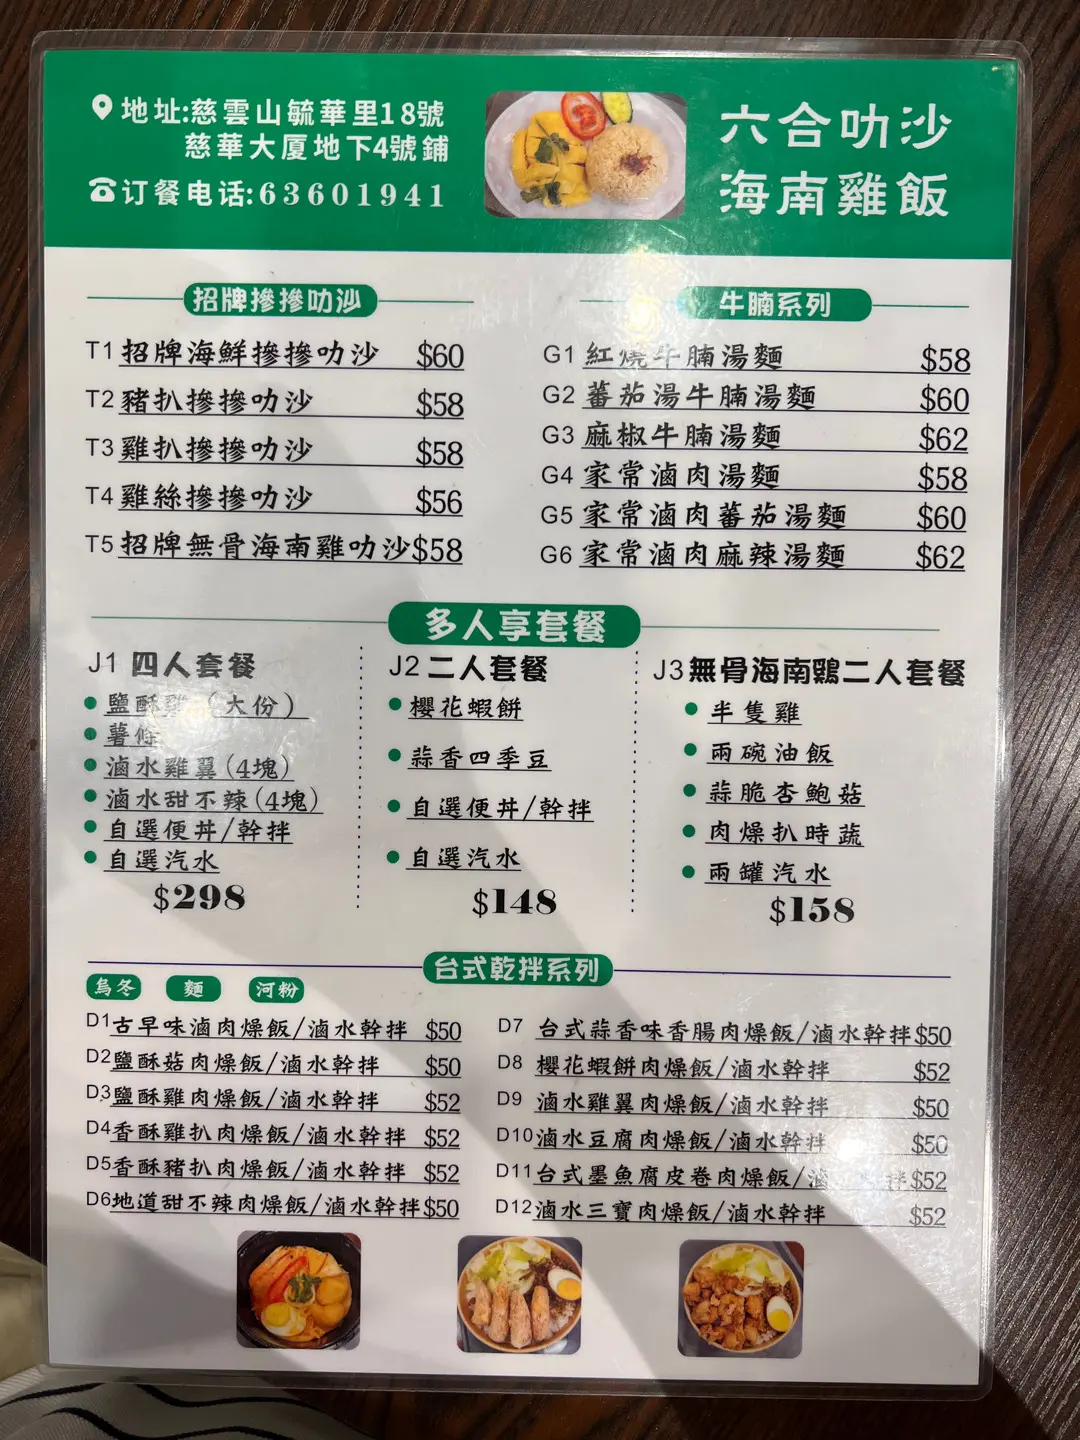 地址:慈雲山毓華里18號
慈華大厦地下4號鋪
订餐电话:63601941
六合叻沙
海南雞飯
招牌摻摻叻沙
T1 招牌海鮮摻摻叻沙 $60
T2 豬扒摻摻叻沙 $58
T3 雞扒摻摻叻沙 $58
T4 雞絲摻摻叻沙 $56
T5 招牌無骨海南雞叻沙 $58
牛腩系列
G1 紅燒牛腩湯麵 $58
G2 蕃茄湯牛腩湯麵 $60
G3 麻椒牛腩湯麵 $62
G4 家常滷肉湯麵 $58
G5 家常滷肉蕃茄湯麵 $60
G6 家常滷肉麻辣湯麵 $62
多人享套餐
J1 四人套餐
鹽酥雞（大份）
薯條
滷水雞翼(4塊)
滷水甜不辣(4塊)
自選便丼/幹拌
自選汽水
$298
J2 二人套餐
櫻花蝦餅
蒜香四季豆
自選便丼/幹拌
自選汽水
$148
J3 無骨海南鷄二人套餐
半隻雞
兩碗油飯
蒜脆杏鮑菇
肉燥扒時蔬
兩罐汽水
$158
台式乾拌系列
烏冬 麵 河粉
D1 古早味滷肉燥飯/滷水幹拌 $50
D2 鹽酥菇肉燥飯/滷水幹拌 $50
D3 鹽酥雞肉燥飯/滷水幹拌 $52
D4 香酥雞扒肉燥飯/滷水幹拌 $52
D5 香酥豬扒肉燥飯/滷水幹拌 $52
D6 地道甜不辣肉燥飯/滷水幹拌 $50
D7 台式蒜香味香腸肉燥飯/滷水幹拌 $50
D8 櫻花蝦餅肉燥飯/滷水幹拌 $52
D9 滷水雞翼肉燥飯/滷水幹拌 $50
D10 滷水豆腐肉燥飯/滷水幹拌 $50
D11 台式墨魚腐皮卷肉燥飯/滷 拌 $52
D12 滷水三寶肉燥飯/滷水幹拌 $52